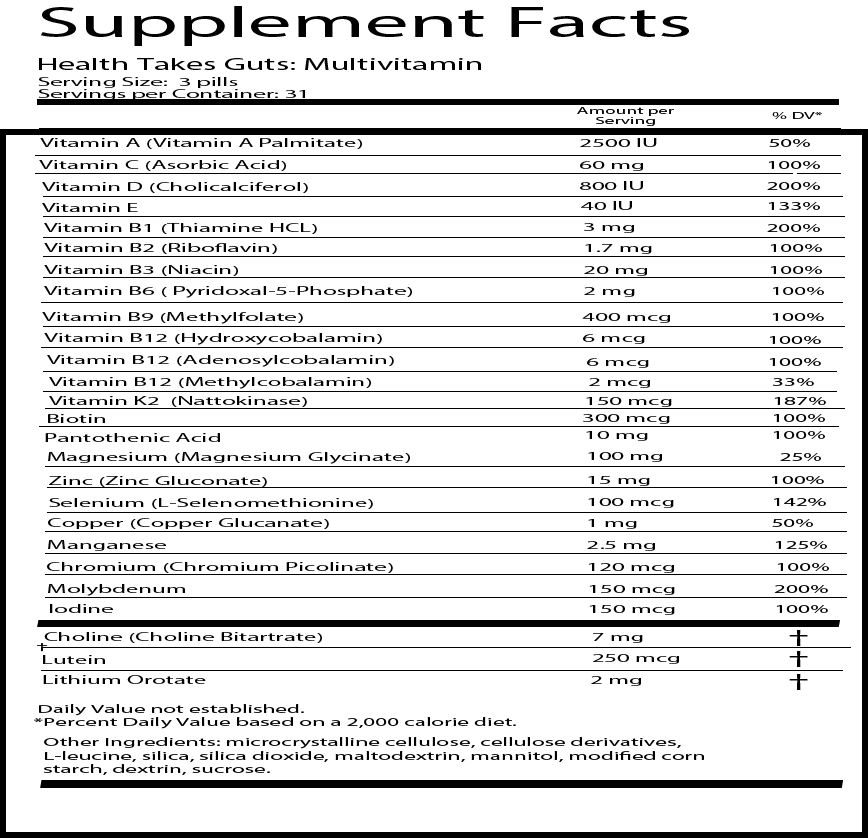 Supplement Facts
Health Takes Guts: Multivitamin
Serving Size: 3 pills
Servings per Container: 31
Amount per Serving % DV*
Vitamin A (Vitamin A Palmitate) 2500 IU 50%
Vitamin C (Asorbic Acid) 60 mg 100%
Vitamin D (Cholicalciferol) 800 IU 200%
Vitamin E 40 IU 133%
Vitamin B1 (Thiamine HCL) 3 mg 200%
Vitamin B2 (Riboflavin) 1.7 mg 100%
Vitamin B3 (Niacin) 20 mg 100%
Vitamin B6 ( Pyridoxal-5-Phosphate) 2 mg 100%
Vitamin B9 (Methylfolate) 400 mcg 100%
Vitamin B12 (Hydroxycobalamin) 6 mcg 100%
Vitamin B12 (Adenosylcobalamin) 6 mcg 100%
Vitamin B12 (Methylcobalamin) 2 mcg 33%
Vitamin K2 (Nattokinase) 150 mcg 187%
Biotin 300 mcg 100%
Pantothenic Acid 10 mg 100%
Magnesium (Magnesium Glycinate) 100 mg 25%
Zinc (Zinc Gluconate) 15 mg 100%
Selenium (L-Selenomethionine) 100 mcg 142%
Copper (Copper Glucanate) 1 mg 50%
Manganese 2.5 mg 125%
Chromium (Chromium Picolinate) 120 mcg 100%
Molybdenum 150 mcg 200%
Iodine 150 mcg 100%
Choline (Choline Bitartrate) 7 mg †
†
Lutein 250 mcg †
Lithium Orotate 2 mg †
Daily Value not established.
*Percent Daily Value based on a 2,000 calorie diet.
Other Ingredients: microcrystalline cellulose, cellulose derivatives,
L-leucine, silica, silica dioxide, maltodextrin, mannitol, modified corn
starch, dextrin, sucrose.